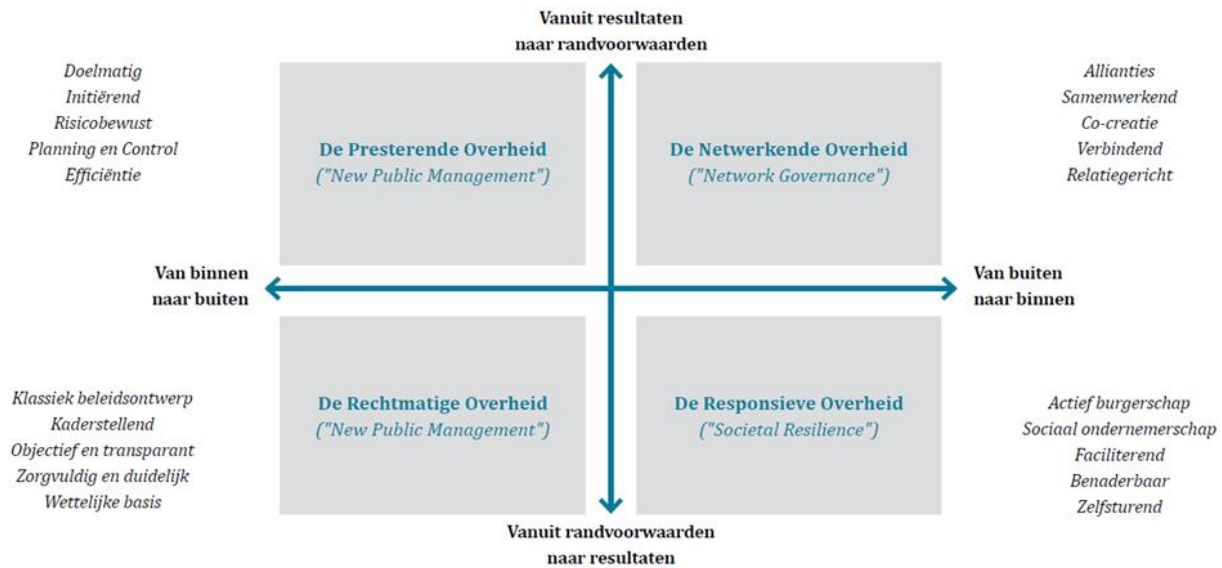 Vanuit resultaten
naar randvoorwaarden
Doelmatig
Initiërend
Risicobewust
Planning en Control
Efficiëntie
De Presterende Overheid
("New Public Management")
De Netwerkende Overheid
("Network Governance")
Allianties
Samenwerkend
Co-creatie
Verbindend
Relatiegericht
Van binnen
naar buiten
Van buiten
naar binnen
Klassiek beleidsontwerp
Kaderstellend
Objectief en transparant
Zorgvuldig en duidelijk
Wettelijke basis
De Rechtmatige Overheid
("New Public Management")
De Responsieve Overheid
("Societal Resilience")
Actief burgerschap
Sociaal ondernemerschap
Faciliterend
Benaderbaar
Zelfsturend
Vanuit randvoorwaarden
naar resultaten